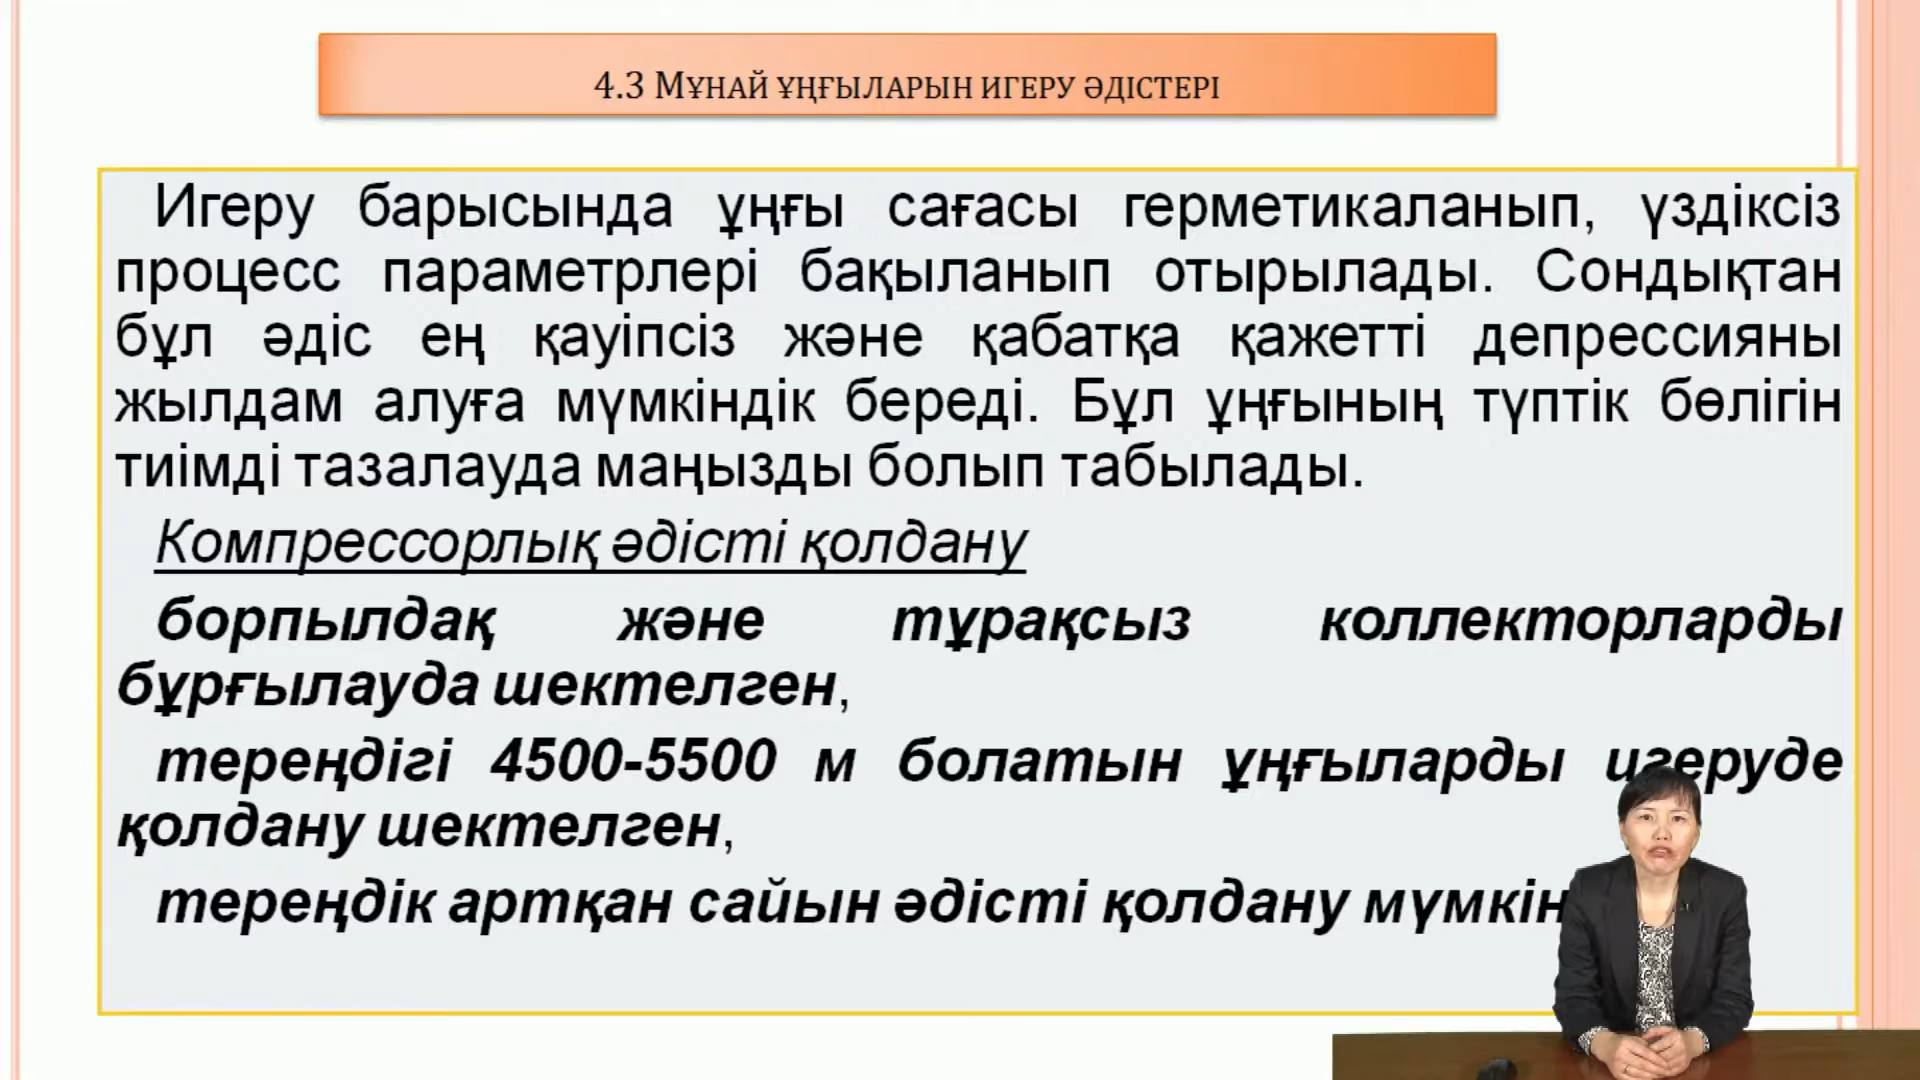 4.3 Мұнай ұңғыларын игеру әдістері
Игеру барысында ұңғы сағасы герметикаланып, үздіксіз
процесс параметрлері бақыланып отырылады. Сондықтан
бұл әдіс ең қауіпсіз және қабатқа қажетті депрессияны
жылдам алуға мүмкіндік береді. Бұл ұңғының түптік бөлігін
тиімді тазалауда маңызды болып табылады.
Компрессорлық әдісті қолдану
борпылдақ және тұрақсыз коллекторларды
бұрғылауда шектелген,
тереңдігі 4500-5500 м болатын ұңғыларды игеруде
қолдану шектелген,
тереңдік артқан сайын әдісті қолдану